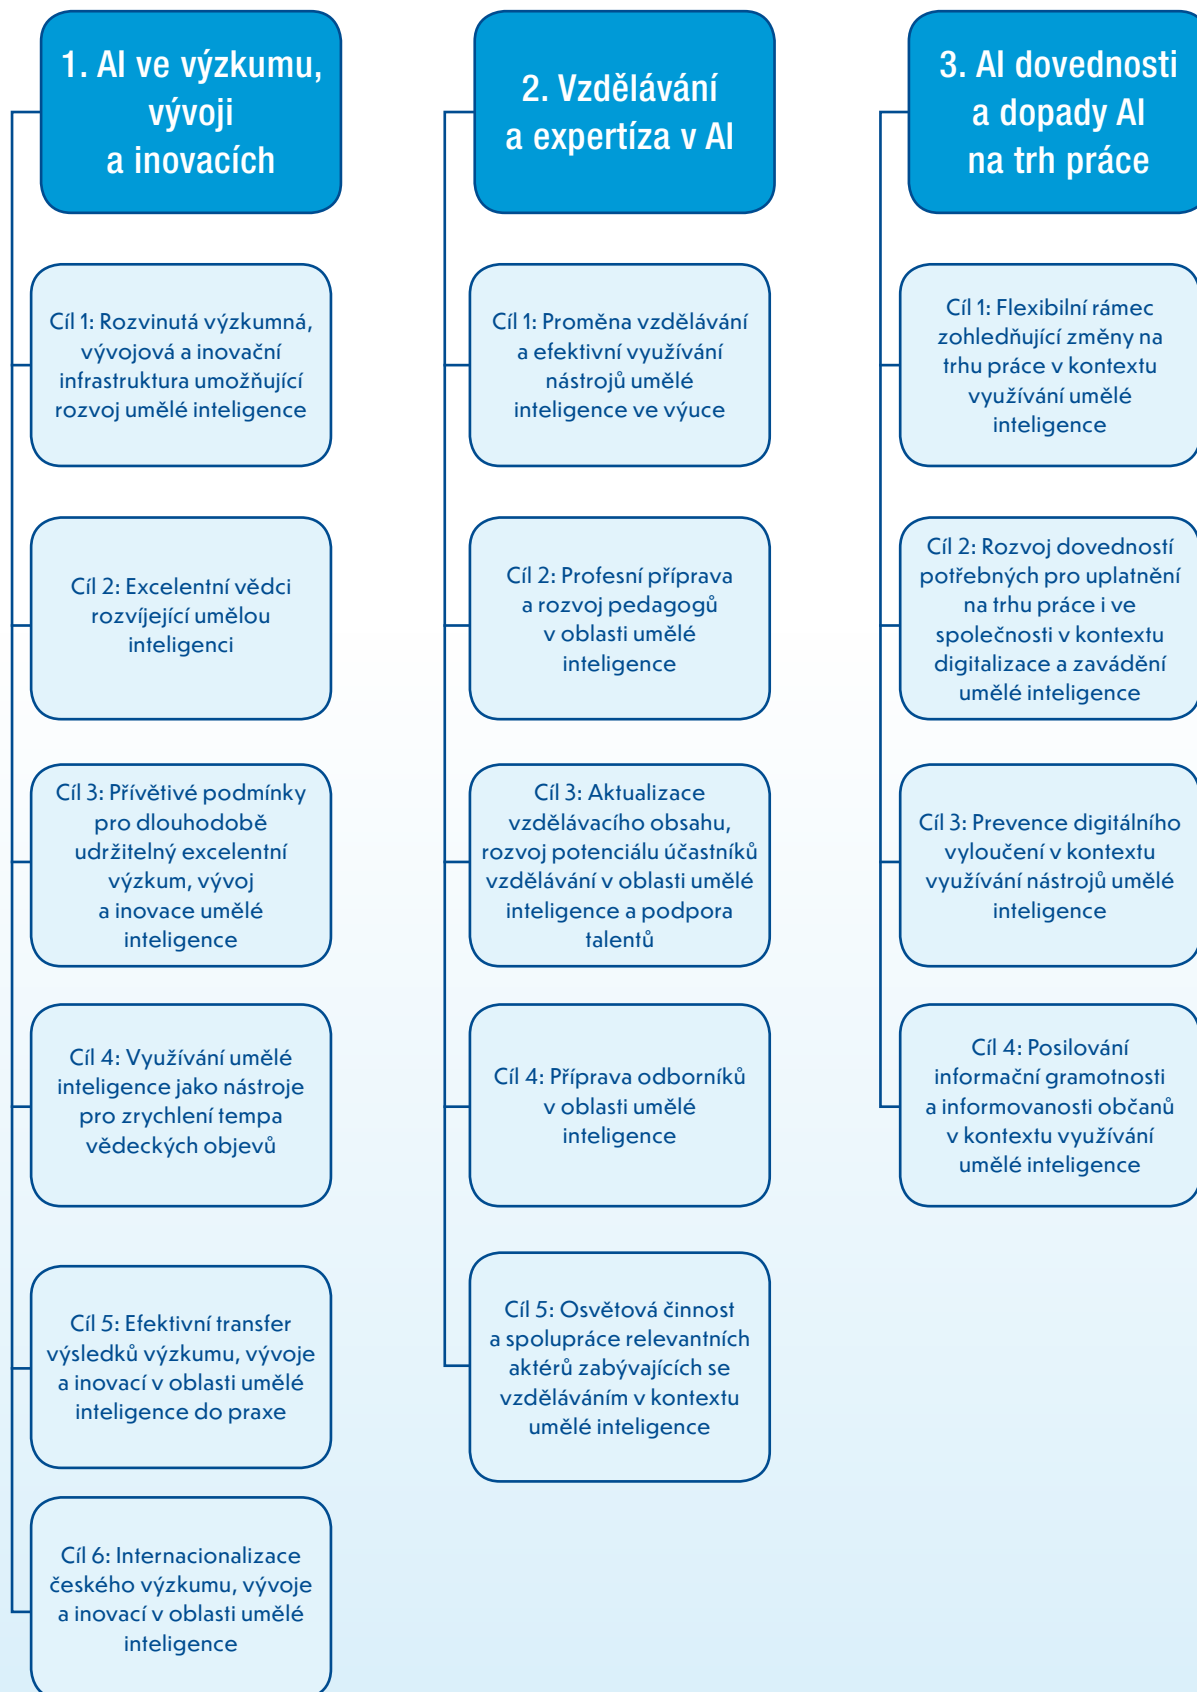 1. AI ve výzkumu,
vývoji
a inovacích
Cíl 1: Rozvinutá výzkumná,
vývojová a inovační
infrastruktura umožňující
rozvoj umělé inteligence
Cíl 2: Excelentní vědci
rozvíjející umělou
inteligenci
Cíl 3: Přívětivé podmínky
pro dlouhodobě
udržitelný excelentní
výzkum, vývoj
a inovace umělé
inteligence
Cíl 4: Využívání umělé
inteligence jako nástroje
pro zrychlení tempa
vědeckých objevů
Cíl 5: Efektivní transfer
výsledků výzkumu, vývoje
a inovací v oblasti umělé
inteligence do praxe
Cíl 6: Internacionalizace
českého výzkumu, vývoje
a inovací v oblasti umělé
inteligence
2. Vzdělávání
a expertíza v AI
Cíl 1: Proměna vzdělávání
a efektivní využívání
nástrojů umělé
inteligence ve výuce
Cíl 2: Profesní příprava
a rozvoj pedagogů
v oblasti umělé
inteligence
Cíl 3: Aktualizace
vzdělávacího obsahu,
rozvoj potenciálu účastníků
vzdělávání v oblasti umělé
inteligence a podpora
talentů
Cíl 4: Příprava odborníků
v oblasti umělé
inteligence
Cíl 5: Osvětová činnost
a spolupráce relevantních
aktérů zabývajících se
vzděláváním v kontextu
umělé inteligence
3. AI dovednosti
a dopady AI
na trh práce
Cíl 1: Flexibilní rámec
zohledňující změny na
trhu práce v kontextu
využívání umělé
inteligence
Cíl 2: Rozvoj dovedností
potřebných pro uplatnění
na trhu práce i ve
společnosti v kontextu
digitalizace a zavádění
umělé inteligence
Cíl 3: Prevence digitálního
vyloučení v kontextu
využívání nástrojů umělé
inteligence
Cíl 4: Posilování
informační gramotnosti
a informovanosti občanů
v kontextu využívání
umělé inteligence